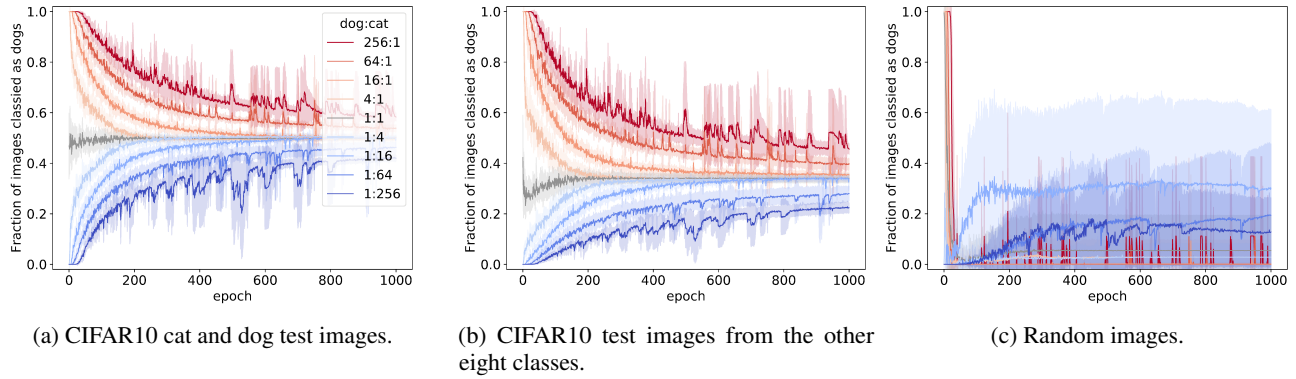 Fraction of images classied as dogs
1.0
0.8
0.6
0.4
0.2
0.0
0 200 400 600 800 1000
epoch
dog:cat
256:1
64:1
16:1
4:1
1:1
1:4
1:16
1:64
1:256
(a) CIFAR10 cat and dog test images.
Fraction of images classied as dogs
1.0
0.8
0.6
0.4
0.2
0.0
0 200 400 600 800 1000
epoch
(b) CIFAR10 test images from the other
eight classes.
Fraction of images classied as dogs
1.0
0.8
0.6
0.4
0.2
0.0
0 200 400 600 800 1000
epoch
(c) Random images.